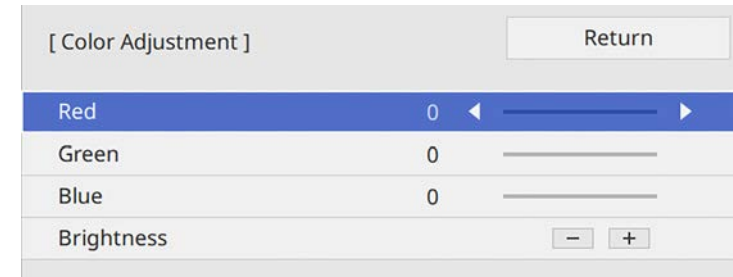 [ Color Adjustment ] Return
Red 0
Green 0
Blue 0
Brightness − +